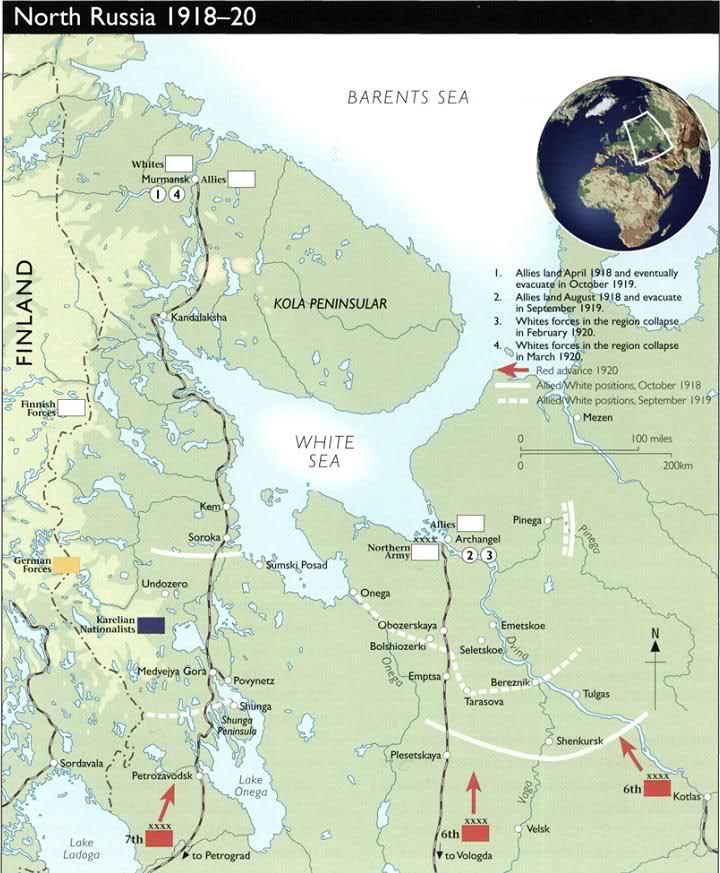 North Russia 1918–20
BARENTS SEA
Whites
Murmansk
Allies
1 4
1. Allies land April 1918 and eventually
evacuate in October 1919.
2. Allies land August 1918 and evacuate
in September 1919.
3. Whites forces in the region collapse
in February 1920.
4. Whites forces in the region collapse
in March 1920.
Red advance 1920
Allied/White positions, October 1918
Allied/White positions, September 1919
0 100 miles
0 200km
FINLAND
KOLA PENINSULAR
Kandalaksha
Finnish
Forces
Mezen
WHITE
SEA
Kem
Soroka
Sumski Posad
Allies
xxxx
Northern
Army
Archangel
2 3
Pinega
Pinega
German
Forces
Undozero
Onega
Karelian
Nationalists
Obozerskaya
Bolshiozerki
Emetskoe
Seletskoe
Dvina
N
Onega
Emptsa
Bereznik
Tarasova
Tulgas
Medvejya Gora
Povynetz
Shunga
Shunga
Peninsula
Shenkursk
Plesetskaya
Sordavala
Petrozavodsk
Lake
Onega
xxxx
6th
Kotlas
Vaga
xxxx
7th
xxxx
6th
Velsk
Lake
Ladoga
to Petrograd
to Vologda